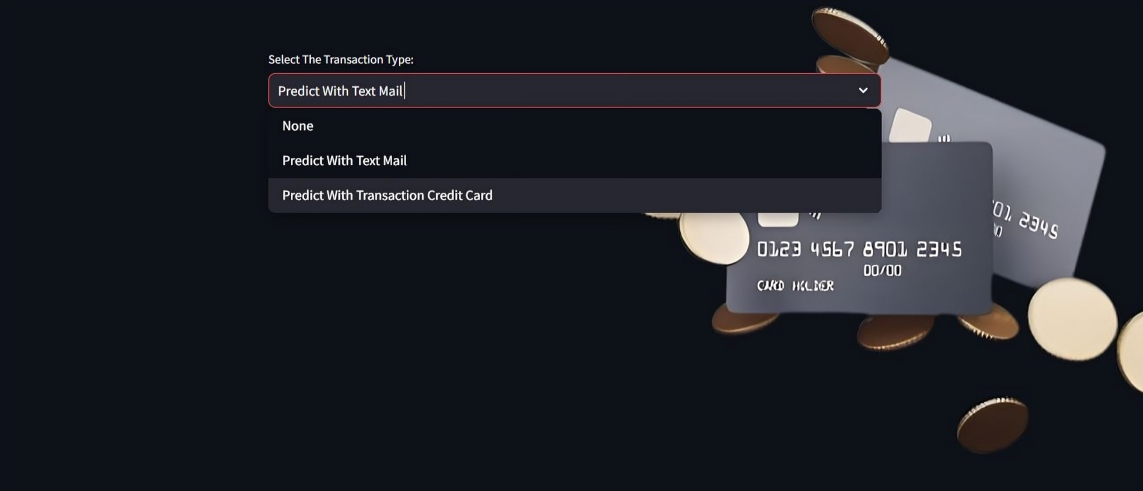 Select The Transaction Type:
Predict With Text Mail
None
Predict With Text Mail
Predict With Transaction Credit Card
01 2345
0123 4567 8901 2345
00/00
CARD HOLDER